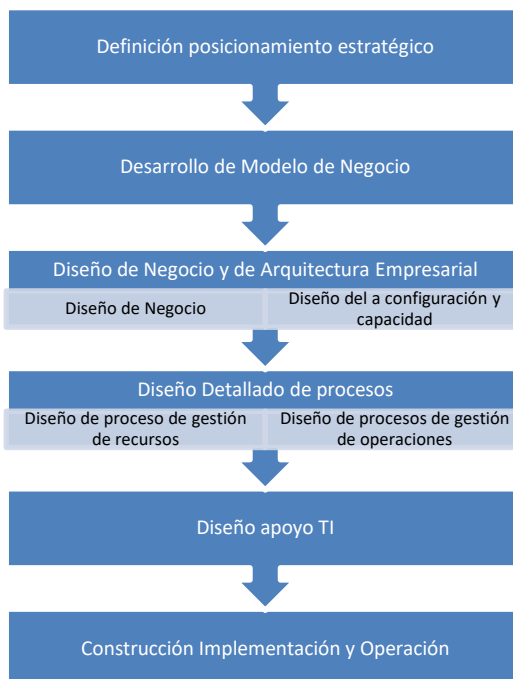 Definición posicionamiento estratégico
Desarrollo de Modelo de Negocio
Diseño de Negocio y de Arquitectura Empresarial
Diseño de Negocio
Diseño del a configuración y
capacidad
Diseño Detallado de procesos
Diseño de proceso de gestión
de recursos
Diseño de procesos de gestión
de operaciones
Diseño apoyo TI
Construcción Implementación y Operación